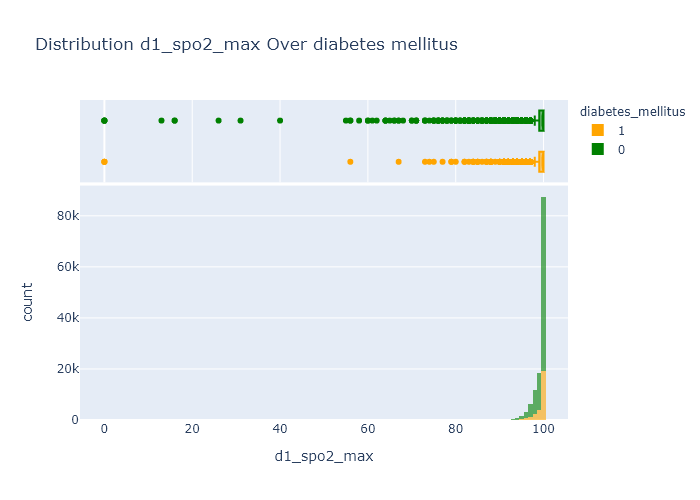 Distribution d1_spo2_max Over diabetes mellitus
diabetes_mellitus
1
0
80k
60k
40k
20k
0
count
0 20 40 60 80 100
d1_spo2_max